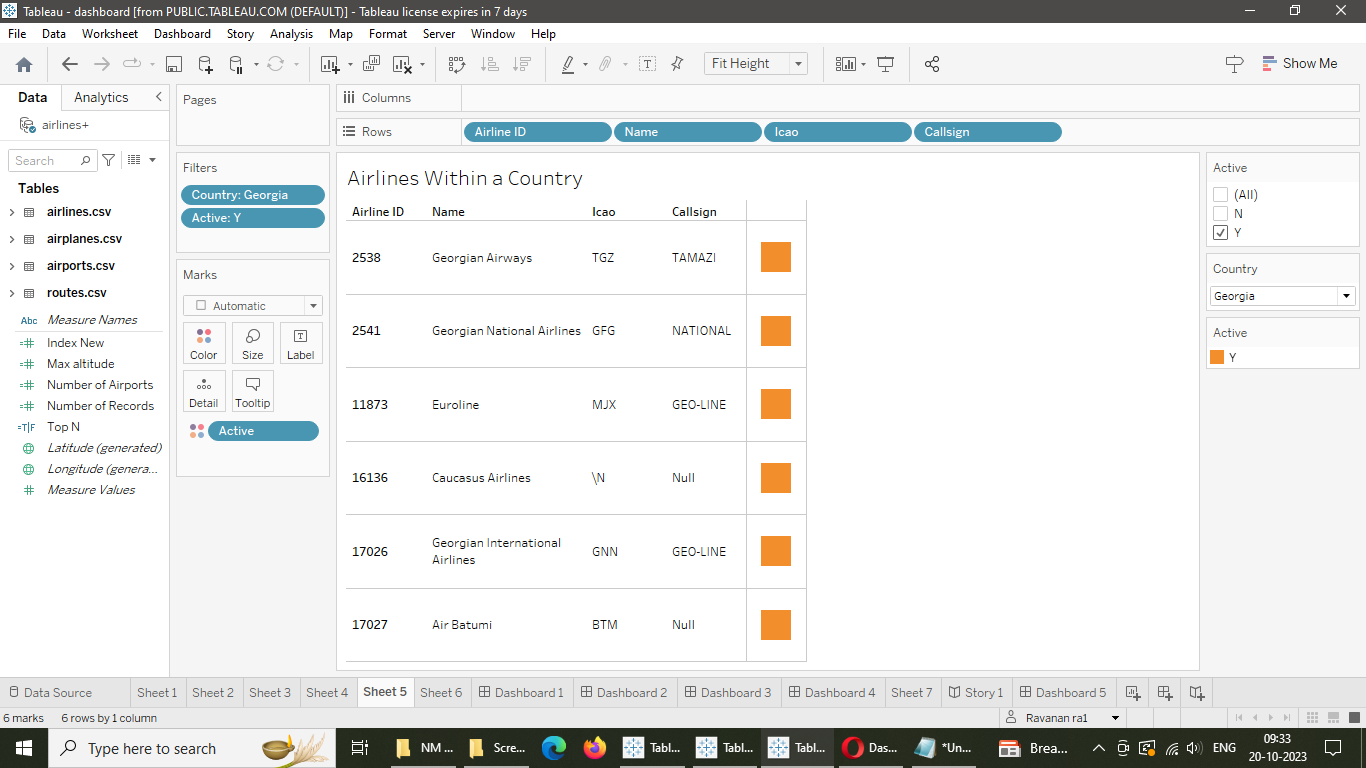 Tableau - dashboard [from PUBLIC.TABLEAU.COM (DEFAULT)] - Tableau license expires in 7 days
File Data Worksheet Dashboard Story Analysis Map Format Server Window Help
Fit Height
Show Me
Data Analytics
airlines+
Search
Tables
airlines.csv
airplanes.csv
airports.csv
routes.csv
Abc Measure Names
Index New
Max altitude
Number of Airports
Number of Records
T|F Top N
Latitude (generated)
Longitude (genera...
Measure Values
Pages
Filters
Country: Georgia
Active: Y
Marks
Automatic
Color Size Label
Detail Tooltip
Active
Columns
Rows Airline ID Name Icao Callsign
Airlines Within a Country
Airline ID Name Icao Callsign
2538 Georgian Airways TGZ TAMAZI
2541 Georgian National Airlines GFG NATIONAL
11873 Euroline MJX GEO-LINE
16136 Caucasus Airlines \N Null
17026 Georgian International Airlines GNN GEO-LINE
17027 Air Batumi BTM Null
Active
(All)
N
Y
Country
Georgia
Active
Y
Data Source Sheet 1 Sheet 2 Sheet 3 Sheet 4 Sheet 5 Sheet 6 Dashboard 1 Dashboard 2 Dashboard 3 Dashboard 4 Sheet 7 Story 1 Dashboard 5
6 marks 6 rows by 1 column Ravanan ra1
Type here to search NM ... Scre... Tabl... Tabl... Tabl... Das... *Un... Brea... ENG 09:33
20-10-2023